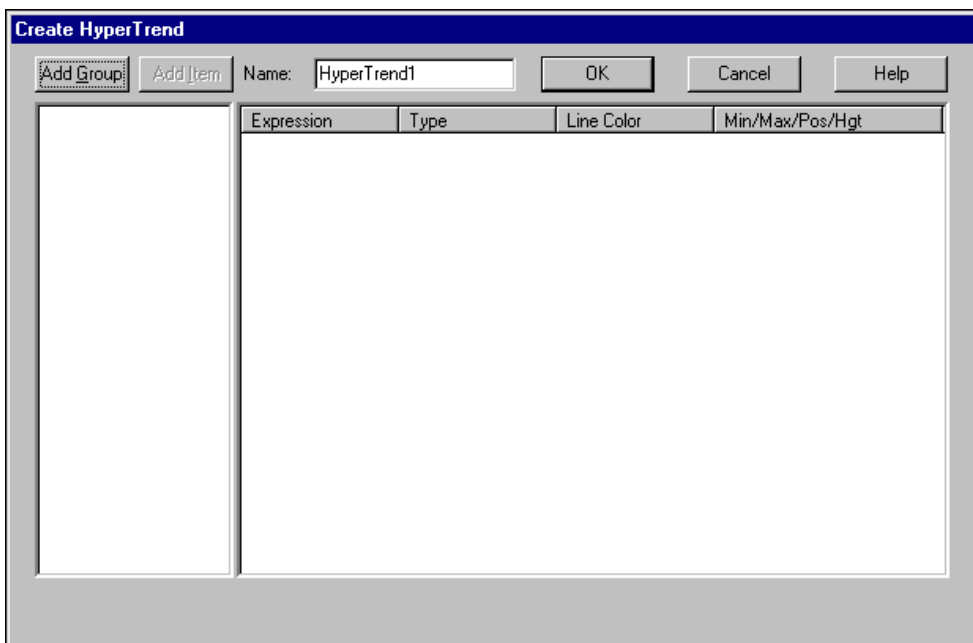 Create HyperTrend
Add Group Add Item Name: HyperTrend1 OK Cancel Help
Expression Type Line Color Min/Max/Pos/Hgt